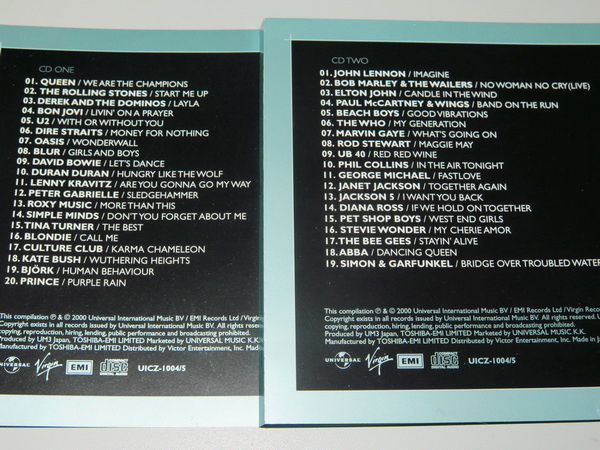 CD ONE
01. QUEEN / WE ARE THE CHAMPIONS
02. THE ROLLING STONES / START ME UP
03. DEREK AND THE DOMINOS / LAYLA
04. BON JOVI / LIVIN' ON A PRAYER
05. U2 / WITH OR WITHOUT YOU
06. DIRE STRAITS / MONEY FOR NOTHING
07. OASIS / WONDERWALL
08. BLUR / GIRLS AND BOYS
09. DAVID BOWIE / LET'S DANCE
10. DURAN DURAN / HUNGRY LIKE THE WOLF
11. LENNY KRAVITZ / ARE YOU GONNA GO MY WAY
12. PETER GABRIELLE / SLEDGEHAMMER
13. ROXY MUSIC / MORE THAN THIS
14. SIMPLE MINDS / DON'T YOU FORGET ABOUT ME
15. TINA TURNER / THE BEST
16. BLONDIE / CALL ME
17. CULTURE CLUB / KARMA CHAMELEON
18. KATE BUSH / WUTHERING HEIGHTS
19. BJÖRK / HUMAN BEHAVIOUR
20. PRINCE / PURPLE RAIN
This compilation ℗ & © 2000 Universal International Music BV / EMI Records Ltd /Virgin
Copyright exists in all records issued by Universal International Music BV. All unauthorised
copying, reproduction, hiring, lending, public performance and broadcasting prohibited.
Produced by UM3 Japan, TOSHIBA-EMI LIMITED Marketed by UNIVERSAL MUSIC K.K.
Manufactured by TOSHIBA-EMI LIMITED Distributed by Victor Entertainment, Inc. Made
UNIVERSAL
Virgin
EMI
COMPACT disc DIGITAL AUDIO
UICZ-1004/5
CD TWO
01. JOHN LENNON / IMAGINE
02. BOB MARLEY & THE WAILERS / NO WOMAN NO CRY(LIVE)
03. ELTON JOHN / CANDLE IN THE WIND
04. PAUL McCARTNEY & WINGS / BAND ON THE RUN
05. BEACH BOYS / GOOD VIBRATIONS
06. THE WHO / MY GENERATION
07. MARVIN GAYE / WHAT'S GOING ON
08. ROD STEWART / MAGGIE MAY
09. UB 40 / RED RED WINE
10. PHIL COLLINS / IN THE AIR TONIGHT
11. GEORGE MICHAEL / FASTLOVE
12. JANET JACKSON / TOGETHER AGAIN
13. JACKSON 5 / I WANT YOU BACK
14. DIANA ROSS / IF WE HOLD ON TOGETHER
15. PET SHOP BOYS / WEST END GIRLS
16. STEVIE WONDER / MY CHERIE AMOR
17. THE BEE GEES / STAYIN' ALIVE
18. ABBA / DANCING QUEEN
19. SIMON & GARFUNKEL / BRIDGE OVER TROUBLED WATER
This compilation ℗ & © 2000 Universal International Music BV / EMI Records Ltd /Virgin
Copyright exists in all records issued by Universal International Music BV. All
copying, reproduction, hiring, lending, public performance and broadcasting prohibited.
Produced by UM3 Japan, TOSHIBA-EMI LIMITED Marketed by UNIVERSAL MUSIC K.K.
Manufactured by TOSHIBA-EMI LIMITED Distributed by Victor Entertainment, Inc. Made in
UNIVERSAL
Virgin
EMI
COMPACT disc DIGITAL AUDIO
UICZ-1004/5